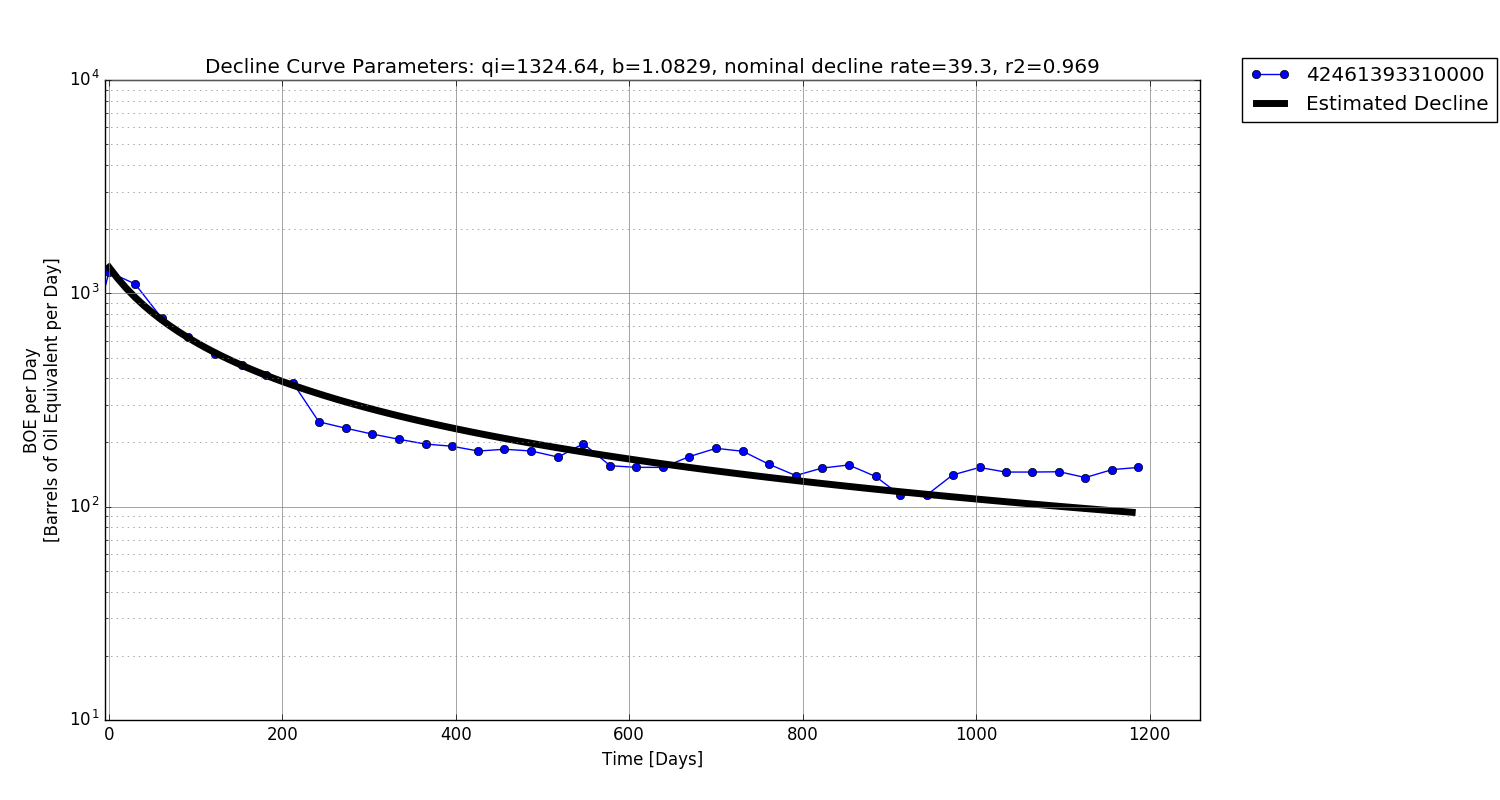 Decline Curve Parameters: qi=1324.64, b=1.0829, nominal decline rate=39.3, r2=0.969
42461393310000
Estimated Decline
BOE per Day
[Barrels of Oil Equivalent per Day]
10^4
10^3
10^2
10^1
0 200 400 600 800 1000 1200
Time [Days]